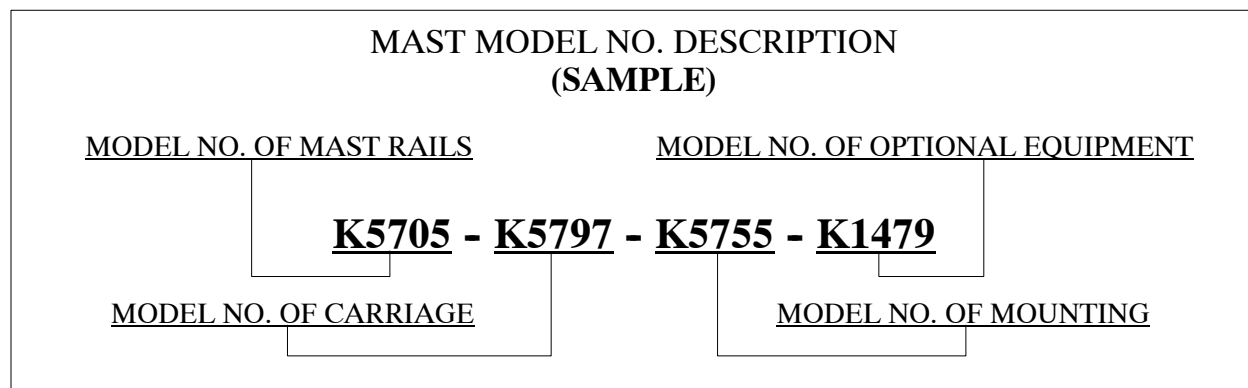 MAST MODEL NO. DESCRIPTION
(SAMPLE)
MODEL NO. OF MAST RAILS
MODEL NO. OF OPTIONAL EQUIPMENT
K5705 - K5797 - K5755 - K1479
MODEL NO. OF CARRIAGE
MODEL NO. OF MOUNTING